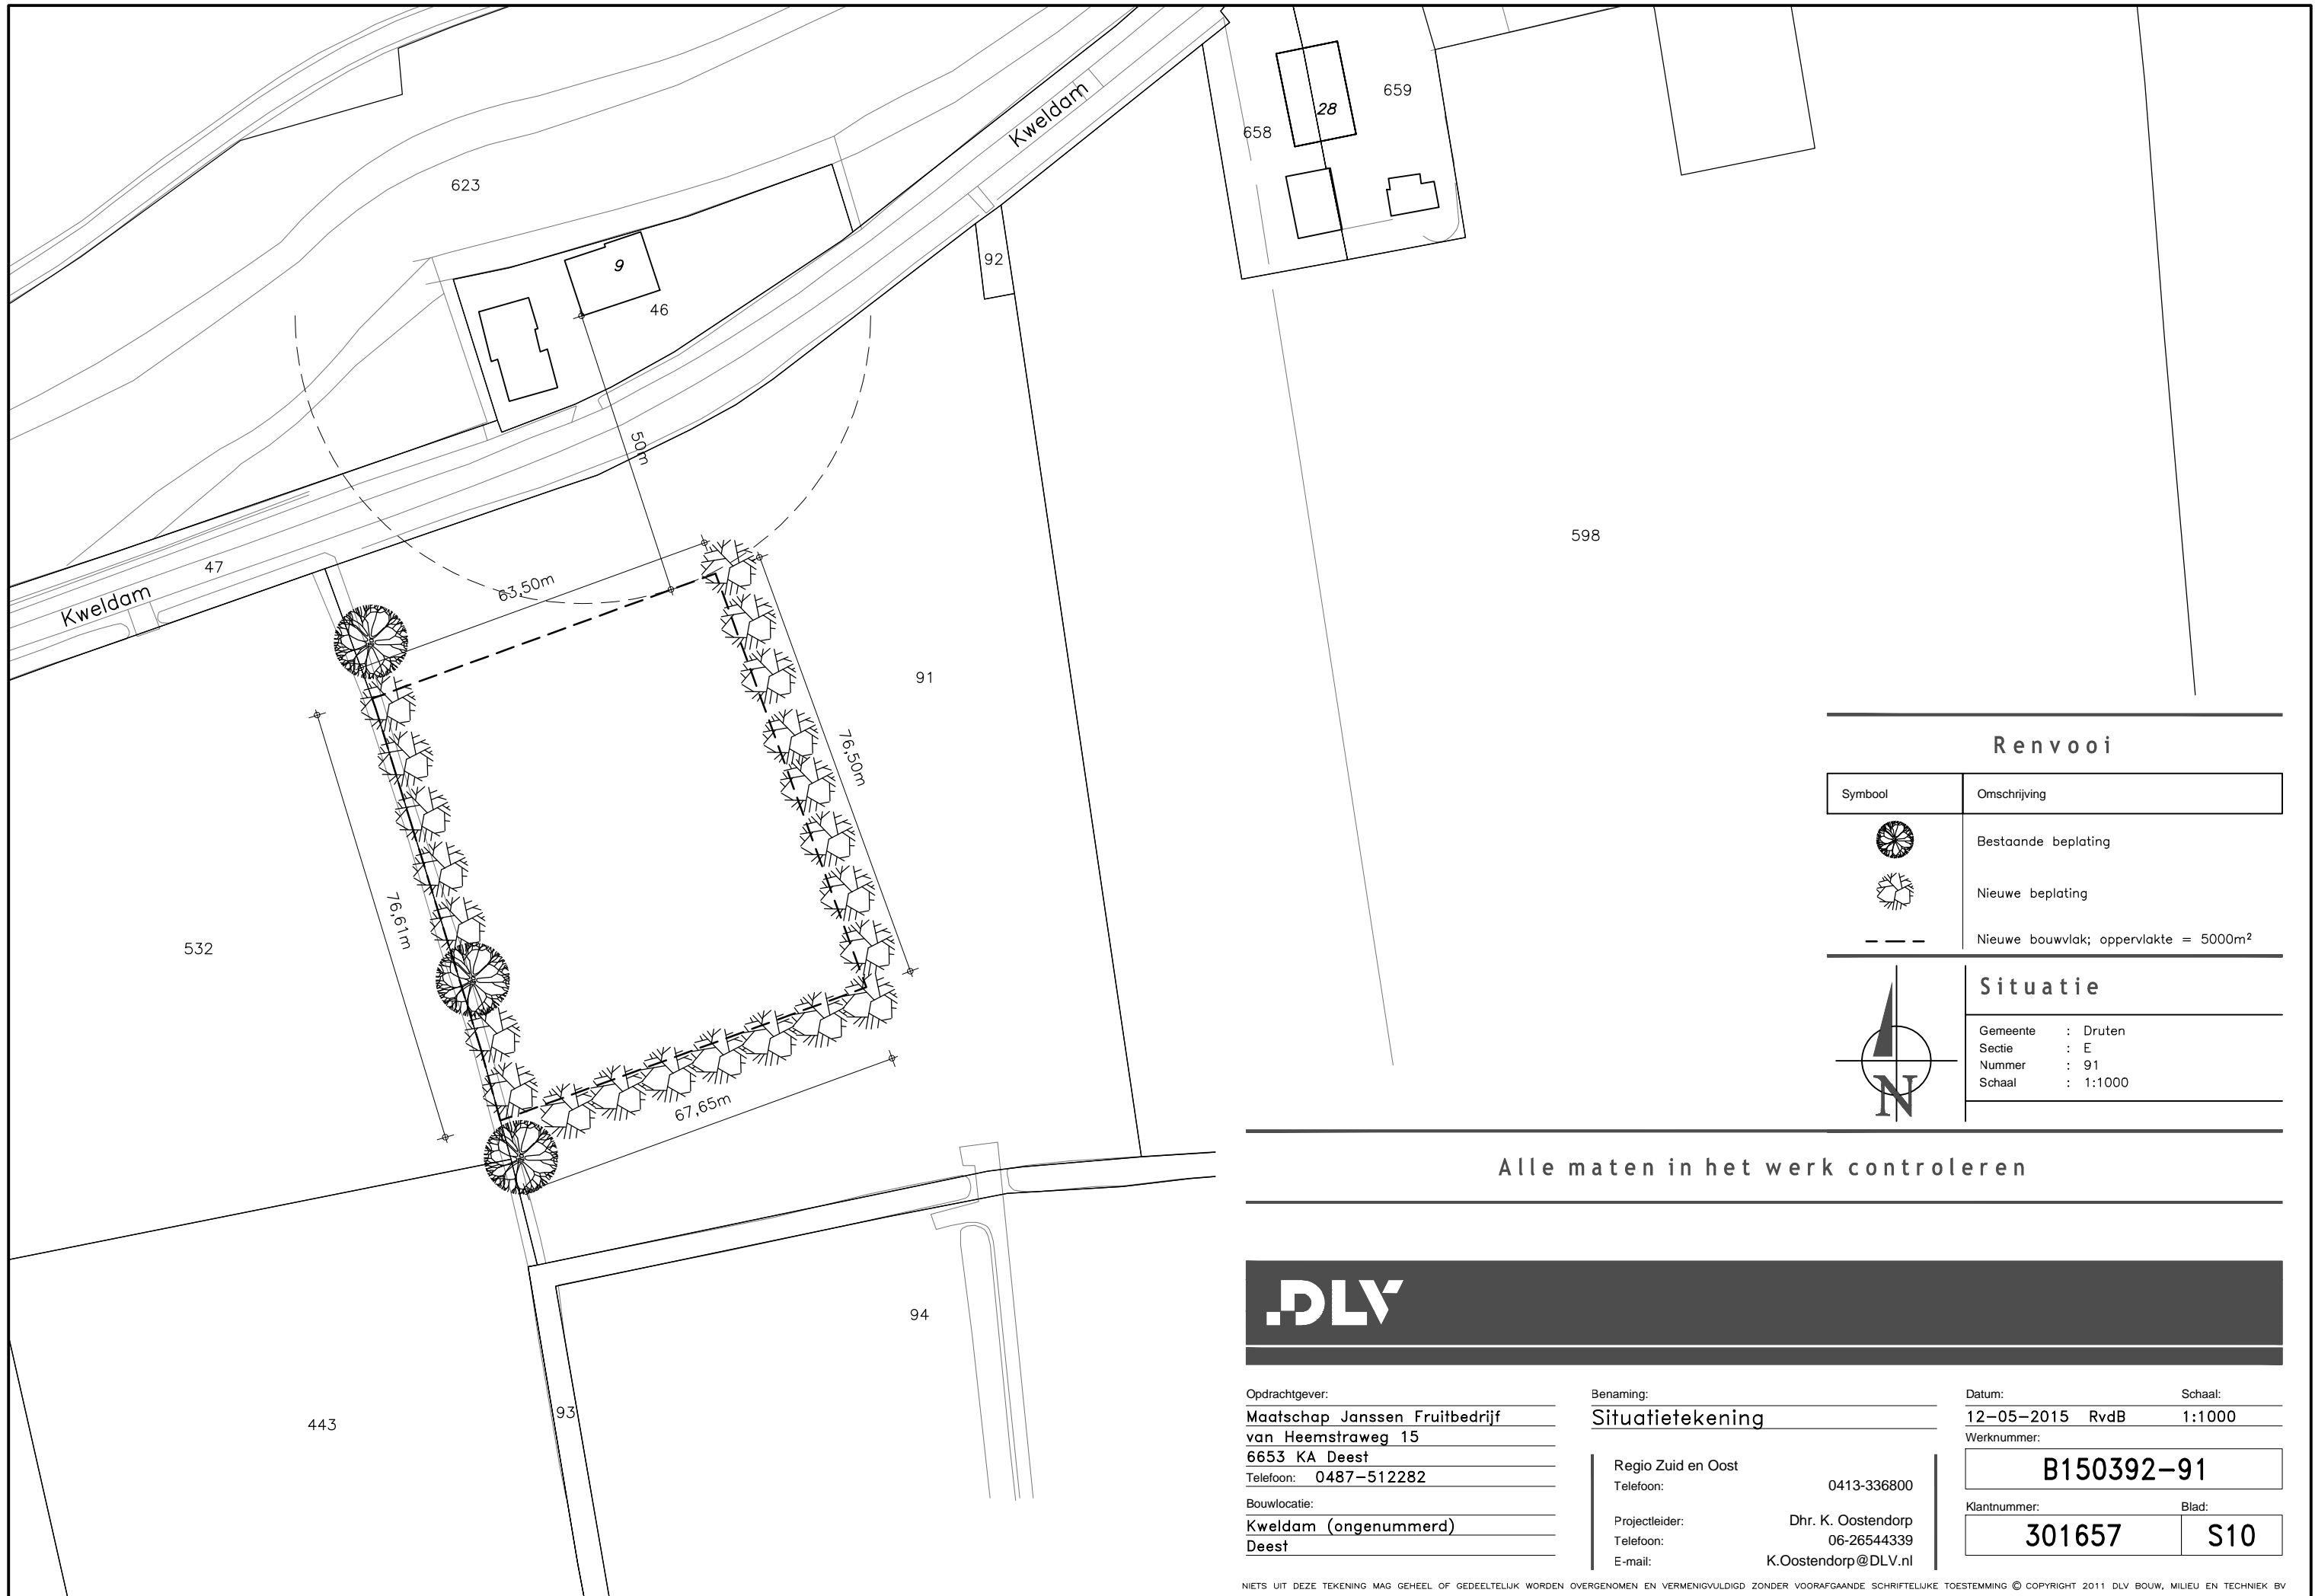 Kweldam
659
28
658
623
92
9
46
50m
598
47
63,50m
Kweldam
91
76,50m
76,61m
532
67,65m
94
443
93
Renvooi
Symbool Omschrijving
Bestaande beplating
Nieuwe beplating
Nieuwe bouwvlak; oppervlakte = 5000m²
N
Situatie
Gemeente : Druten
Sectie : E
Nummer : 91
Schaal : 1:1000
Alle maten in het werk controleren
DLV
Opdrachtgever:
Maatschap Janssen Fruitbedrijf
van Heemstraweg 15
6653 KA Deest
Telefoon: 0487-512282
Bouwlocatie:
Kweldam (ongenummerd)
Deest
Benaming:
Situatietekening
Regio Zuid en Oost
Telefoon: 0413-336800
Projectleider: Dhr. K. Oostendorp
Telefoon: 06-26544339
E-mail: K.Oostendorp@DLV.nl
Datum: Schaal:
12-05-2015 RvdB 1:1000
Werknummer:
B150392-91
Klantnummer: Blad:
301657 S10
NIETS UIT DEZE TEKENING MAG GEHEEL OF GEDEELTELIJK WORDEN OVERGENOMEN EN VERMENIGVULDIGD ZONDER VOORAFGAANDE SCHRIFTELIJKE TOESTEMMING © COPYRIGHT 2011 DLV BOUW, MILIEU EN TECHNIEK BV